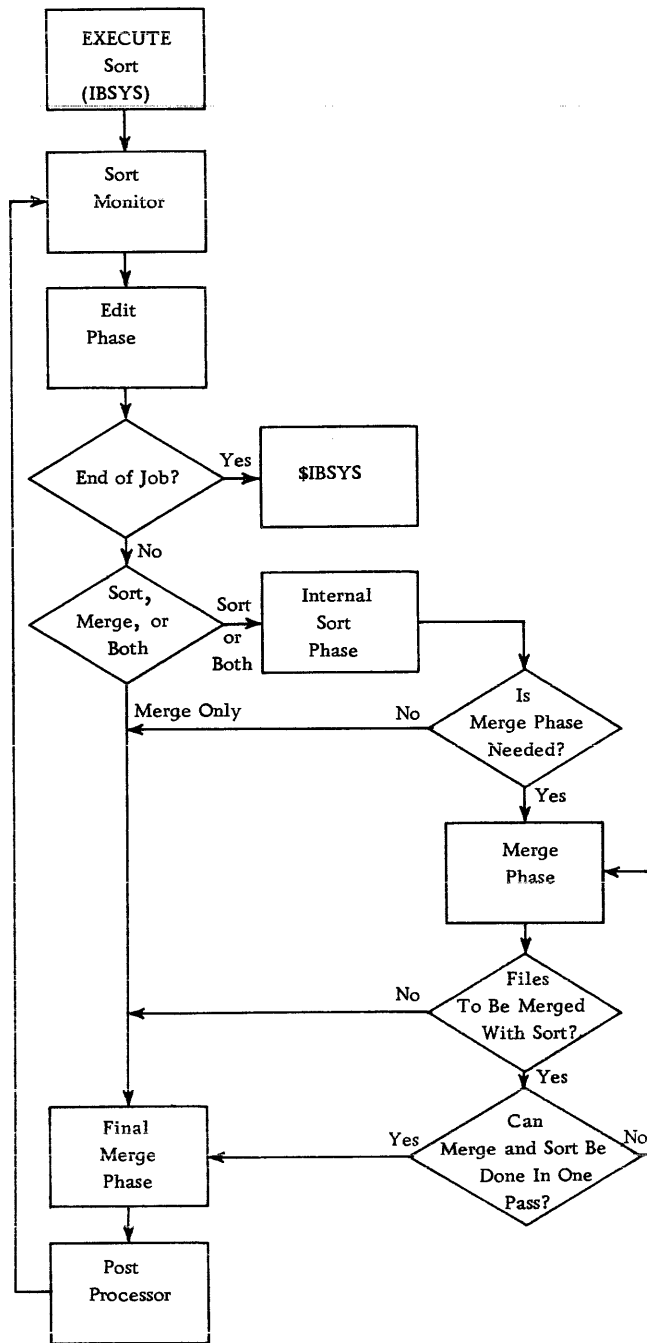 EXECUTE
Sort
(IBSYS)
Sort
Monitor
Edit
Phase
End of Job?
Yes
$IBSYS
No
Sort,
Merge, or
Both
Sort
or
Both
Internal
Sort
Phase
Is
Merge Phase
Needed?
No
Merge Only
Yes
Merge
Phase
Files
To Be Merged
With Sort?
No
Yes
Can
Merge and Sort Be
Done In One
Pass?
Yes
No
Final
Merge
Phase
Post
Processor